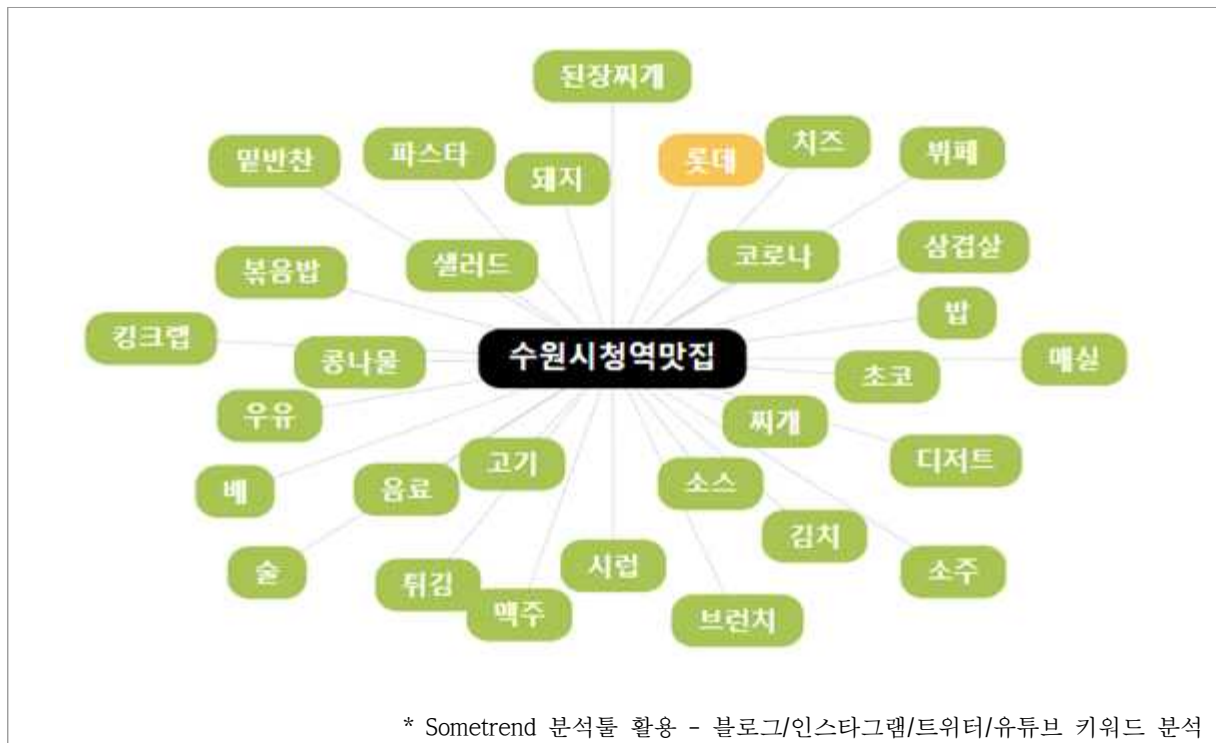 된장찌개
밑반찬
파스타
돼지
롯데
치즈
뷔페
볶음밥
샐러드
코로나
삼겹살
킹크랩
콩나물
수원시청역맛집
밥
초코
매실
우유
찌개
배
음료
고기
소스
디저트
술
튀김
맥주
시럽
브런치
김치
소주
* Sometrend 분석툴 활용 - 블로그/인스타그램/트위터/유튜브 키워드 분석